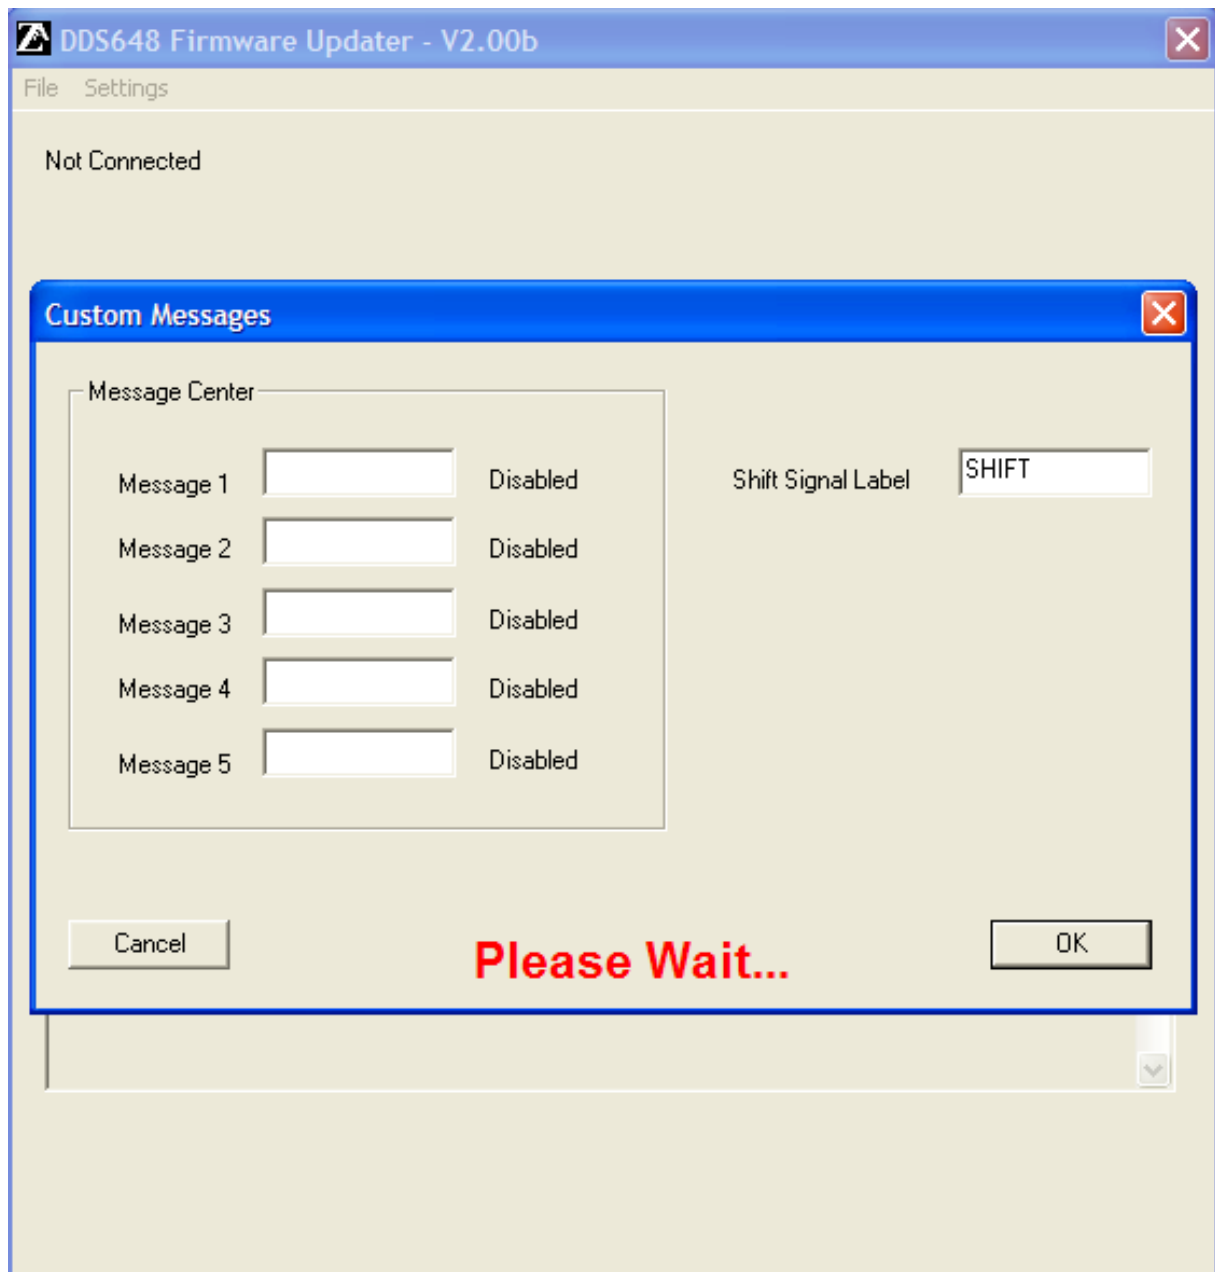 DDS648 Firmware Updater - V2.00b
File Settings
Not Connected
Custom Messages
Message Center
Message 1 Disabled Shift Signal Label SHIFT
Message 2 Disabled
Message 3 Disabled
Message 4 Disabled
Message 5 Disabled
Cancel Please Wait... OK